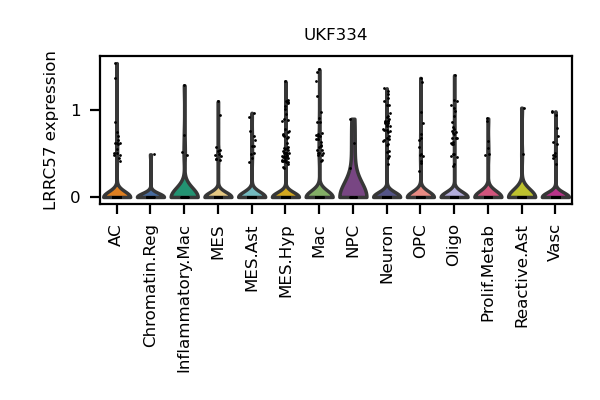 UKF334
LRRC57 expression
1
0
AC
Chromatin.Reg
Inflammatory.Mac
MES
MES.Ast
MES.Hyp
Mac
NPC
Neuron
OPC
Oligo
Prolif.Metab
Reactive.Ast
Vasc